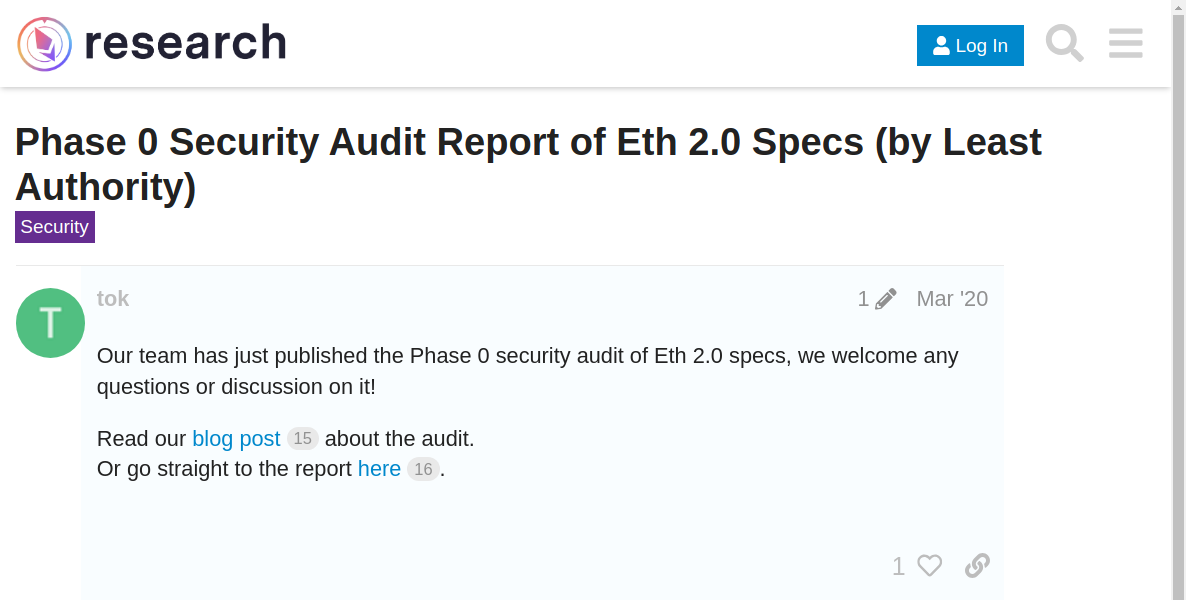 research
Log In
Phase 0 Security Audit Report of Eth 2.0 Specs (by Least
Authority)
Security
T
tok
1
Mar '20
Our team has just published the Phase 0 security audit of Eth 2.0 specs, we welcome any
questions or discussion on it!
Read our blog post 15 about the audit.
Or go straight to the report here 16.
1